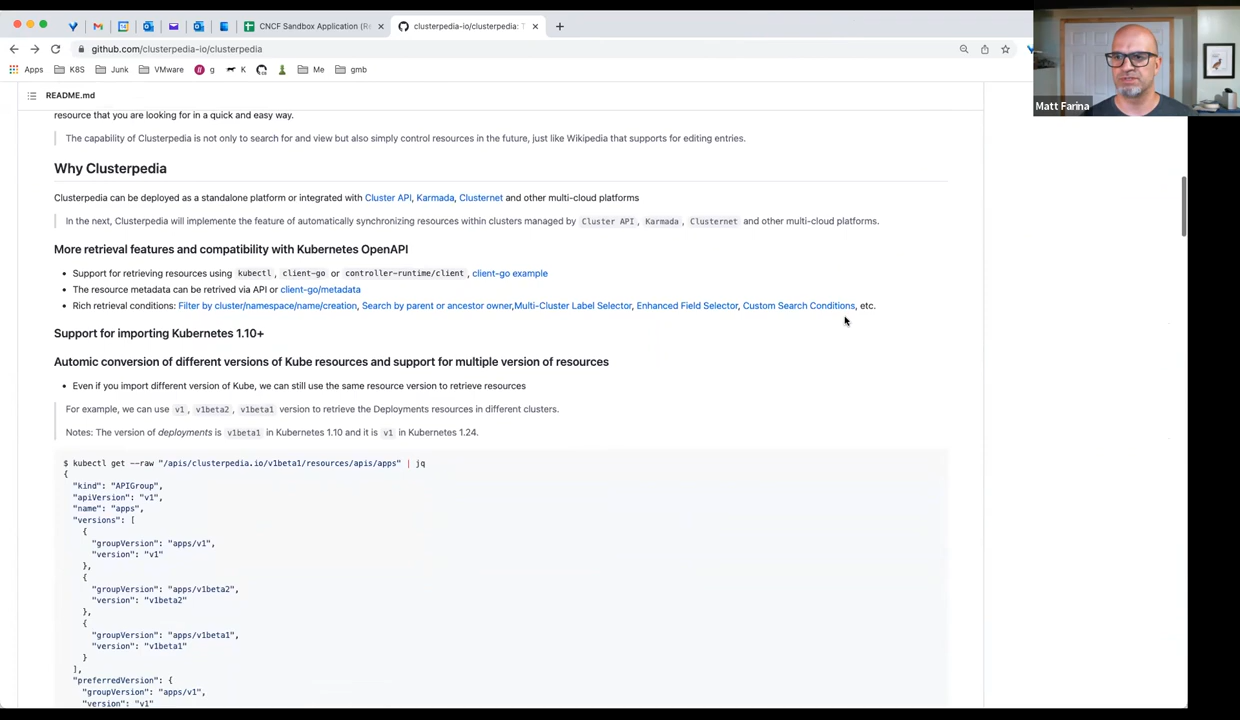 CNCF Sandbox Application (Re
clusterpedia-io/clusterpedia: T
github.com/clusterpedia-io/clusterpedia
Apps
K8S
Junk
VMware
g
K
Me
gmb
README.md
Matt Farina
resource that you are looking for in a quick and easy way.
The capability of Clusterpedia is not only to search for and view but also simply control resources in the future, just like Wikipedia that supports for editing entries.
Why Clusterpedia
Clusterpedia can be deployed as a standalone platform or integrated with Cluster API, Karmada, Clusternet and other multi-cloud platforms
In the next, Clusterpedia will implement the feature of automatically synchronizing resources within clusters managed by Cluster API, Karmada, Clusternet and other multi-cloud platforms.
More retrieval features and compatibility with Kubernetes OpenAPI
Support for retrieving resources using kubectl, client-go or controller-runtime/client, client-go example
The resource metadata can be retrived via API or client-go/metadata
Rich retrieval conditions: Filter by cluster/namespace/name/creation, Search by parent or ancestor owner,Multi-Cluster Label Selector, Enhanced Field Selector, Custom Search Conditions, etc.
Support for importing Kubernetes 1.10+
Automic conversion of different versions of Kube resources and support for multiple version of resources
Even if you import different version of Kube, we can still use the same resource version to retrieve resources
For example, we can use v1, v1beta2, v1beta1 version to retrieve the Deployments resources in different clusters.
Notes: The version of deployments is v1beta1 in Kubernetes 1.10 and it is v1 in Kubernetes 1.24.
$ kubectl get --raw "/apis/clusterpedia.io/v1beta1/resources/apis/apps" | jq
{
"kind": "APIGroup",
"apiVersion": "v1",
"name": "apps",
"versions": [
{
"groupVersion": "apps/v1",
"version": "v1"
},
{
"groupVersion": "apps/v1beta2",
"version": "v1beta2"
},
{
"groupVersion": "apps/v1beta1",
"version": "v1beta1"
}
],
"preferredVersion": {
"groupVersion": "apps/v1",
"version": "v1"